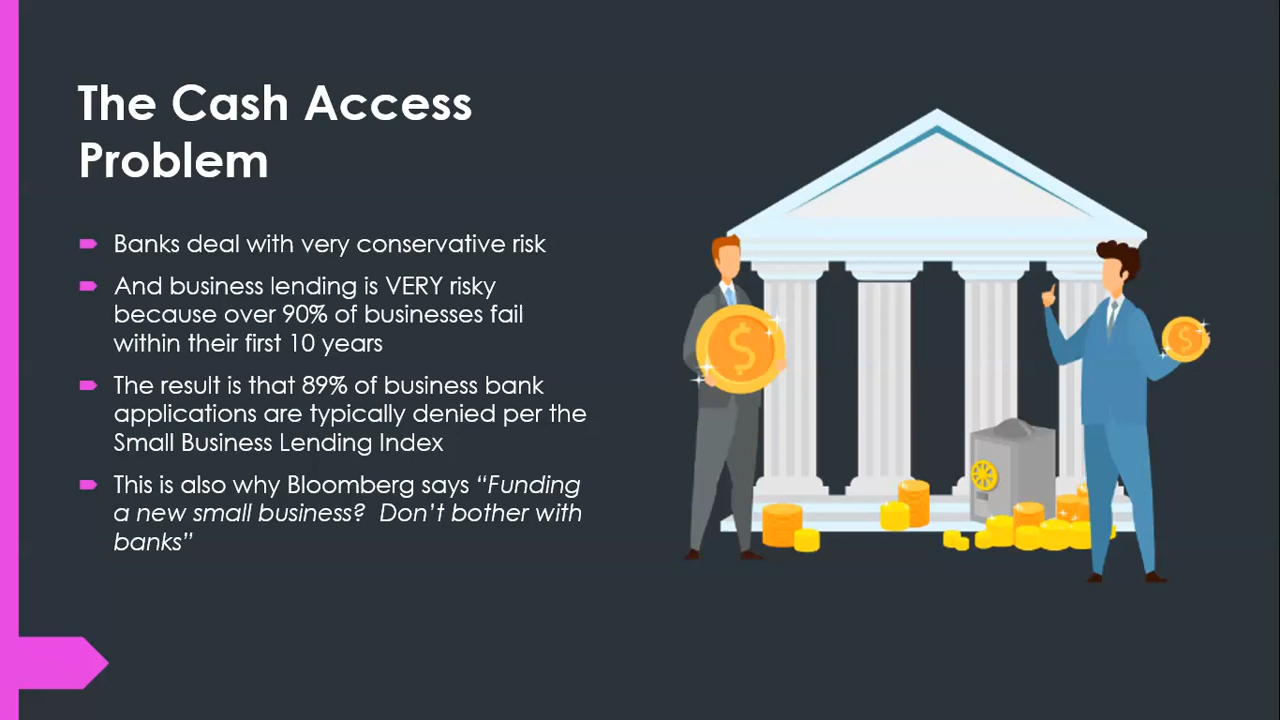 The Cash Access
Problem
Banks deal with very conservative risk
And business lending is VERY risky
because over 90% of businesses fail
within their first 10 years
The result is that 89% of business bank
applications are typically denied per the
Small Business Lending Index
This is also why Bloomberg says “Funding
a new small business?  Don’t bother with
banks”
$
$